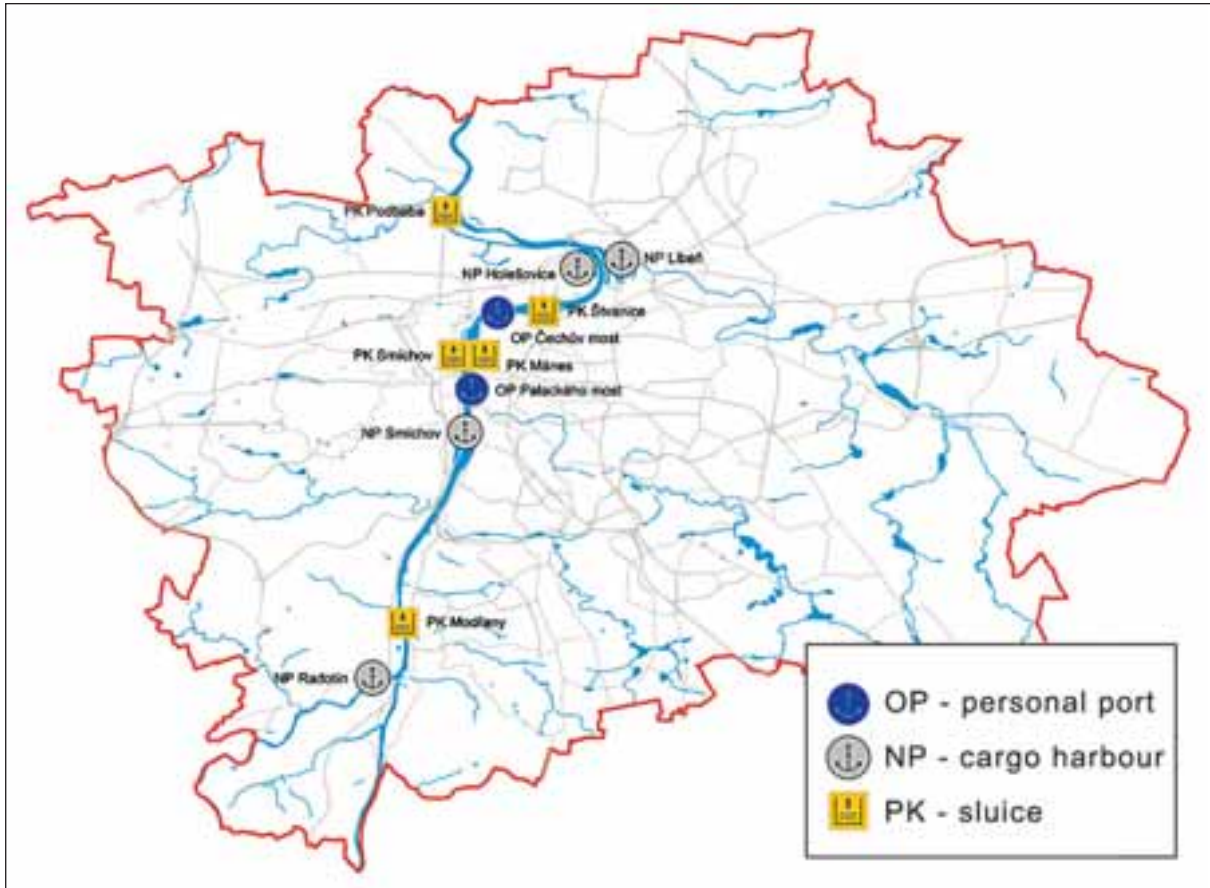 PK Podbaba
NP Holešovice
NP Libeň
PK Štvanice
OP Čechův most
PK Smíchov
PK Mánes
OP Palackého most
NP Smíchov
PK Modřany
NP Radotín
OP - personal port
NP - cargo harbour
PK - sluice